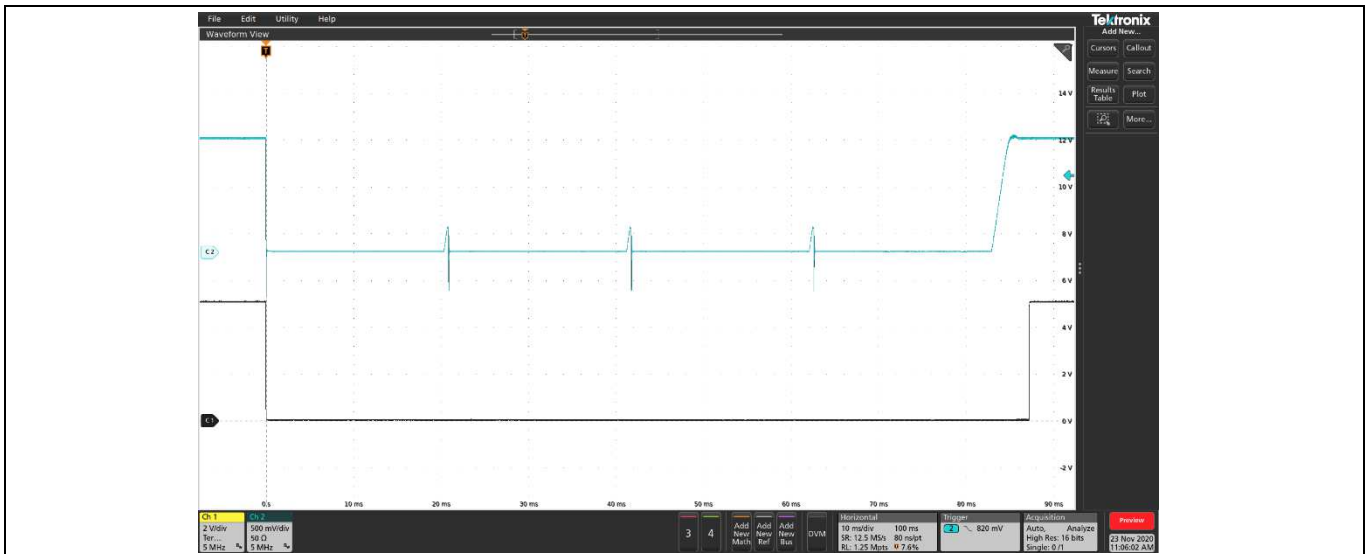 File Edit Utility Help
Tektronix
Waveform View
Add New...
Cursors Callout
Measure Search
Results Table Plot
More...
T
T
14 V
12 V
10 V
8 V
6 V
4 V
2 V
0 V
-2 V
C2
C1
0 s 10 ms 20 ms 30 ms 40 ms 50 ms 60 ms 70 ms 80 ms 90 ms
Ch 1
2 V/div
Ter...
5 MHz
Ch 2
500 mV/div
50 Ω
5 MHz
3
4
Add New Math
Add New Ref
Add New Bus
DVM
Horizontal
10 ms/div 100 ms
SR: 12.5 MS/s 80 ns/pt
RL: 1.25 Mpts 7.6%
Trigger
2 820 mV
Acquisition
Auto, Analyze
High Res: 16 bits
Single: 0 /1
Preview
23 Nov 2020
11:06:02 AM